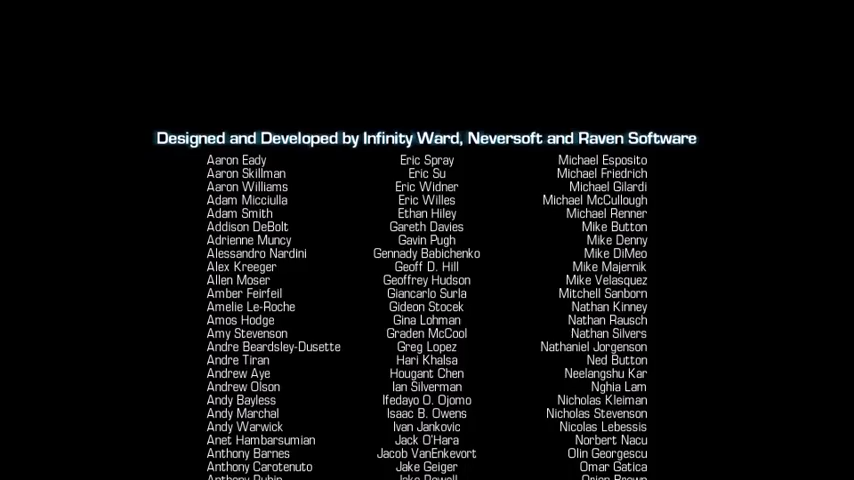 Designed and Developed by Infinity Ward, Neversoft and Raven Software
Aaron Eady Eric Spray Michael Esposito
Aaron Skillman Eric Su Michael Friedrich
Aaron Williams Eric Widner Michael Gilardi
Adam Micciulla Eric Willes Michael McCullough
Adam Smith Ethan Hiley Michael Renner
Addison DeBolt Gareth Davies Mike Button
Adrienne Muncy Gavin Pugh Mike Denny
Alessandro Nardini Gennady Babichenko Mike DiMeo
Alex Kreeger Geoff D. Hill Mike Majernik
Allen Moser Geoffrey Hudson Mike Velasquez
Amber Feirfeil Giancarlo Surla Mitchell Sanborn
Amelie Le-Roche Gideon Stocek Nathan Kinney
Amos Hodge Gina Lohman Nathan Rausch
Amy Stevenson Graden McCool Nathan Silvers
Andre Beardsley-Dusette Greg Lopez Nathaniel Jorgenson
Andre Tiran Hari Khalsa Ned Button
Andrew Aye Hougant Chen Neelangshu Kar
Andrew Olson Ian Silverman Nghia Lam
Andy Bayless Ifedayo O. Ojomo Nicholas Kleiman
Andy Marchal Isaac B. Owens Nicholas Stevenson
Andy Warwick Ivan Jankovic Nicolas Lebessis
Anet Hambarsumian Jack O'Hara Norbert Nacu
Anthony Barnes Jacob VanEnkevort Olin Georgescu
Anthony Carotenuto Jake Geiger Omar Gatica
Anthony Rubin Jake Rowell Orion Brown